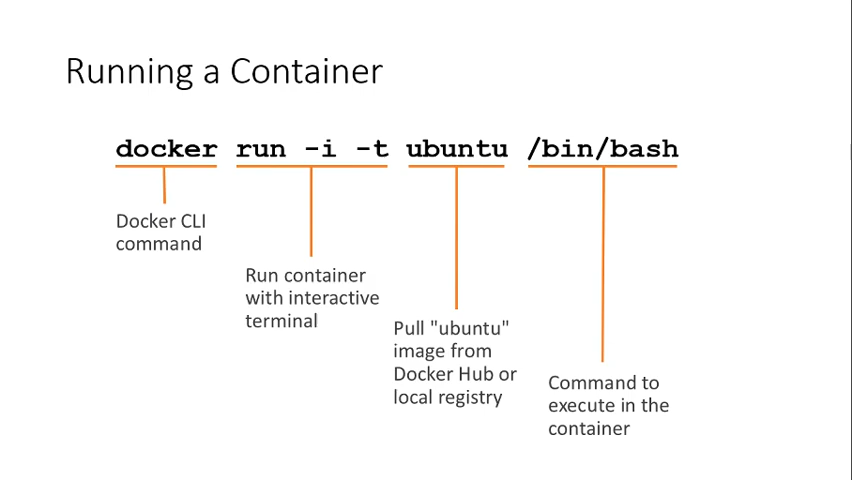 Running a Container
docker run -i -t ubuntu /bin/bash
Docker CLI
command
Run container
with interactive
terminal
Pull "ubuntu"
image from
Docker Hub or
local registry
Command to
execute in the
container